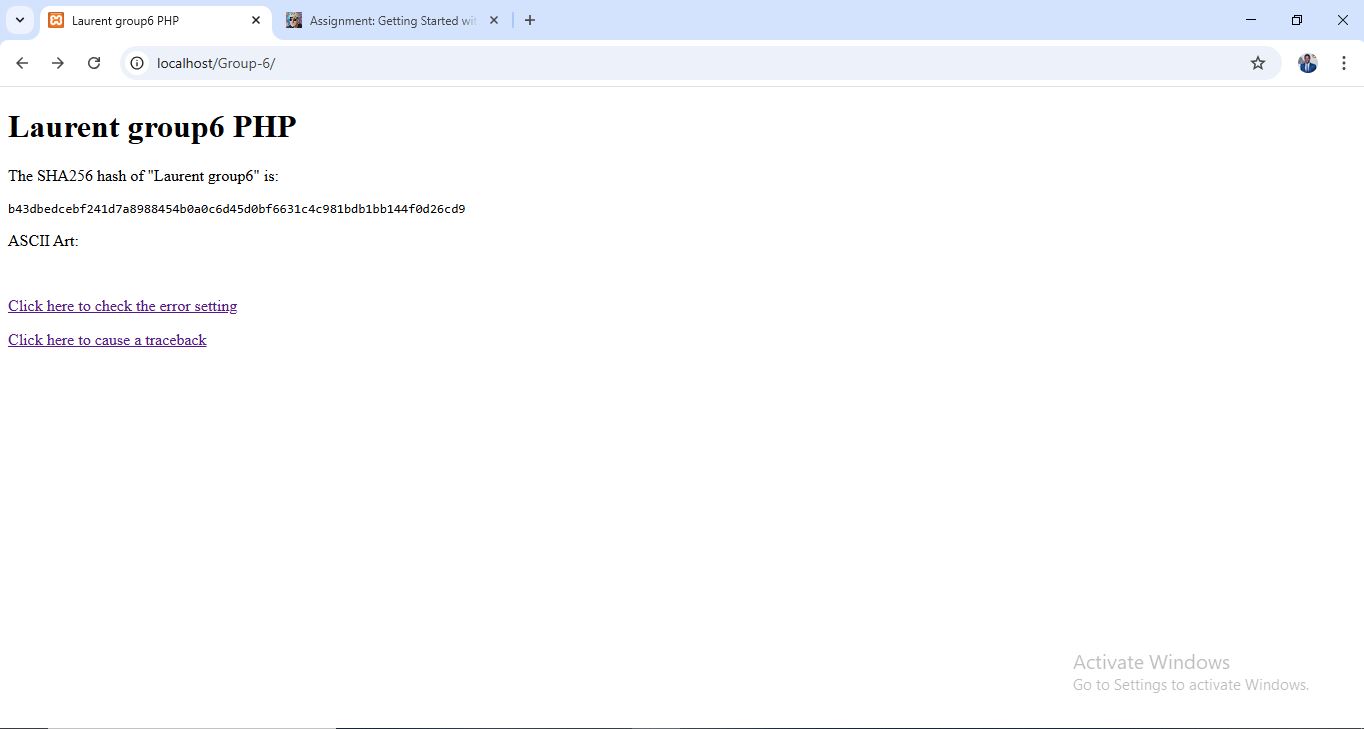 Laurent group6 PHP
Assignment: Getting Started wit
localhost/Group-6/
Laurent group6 PHP
The SHA256 hash of "Laurent group6" is:
b43dbedcebf241d7a8988454b0a0c6d45d0bf6631c4c981bdb1bb144f0d26cd9
ASCII Art:
Click here to check the error setting
Click here to cause a traceback
Activate Windows
Go to Settings to activate Windows.